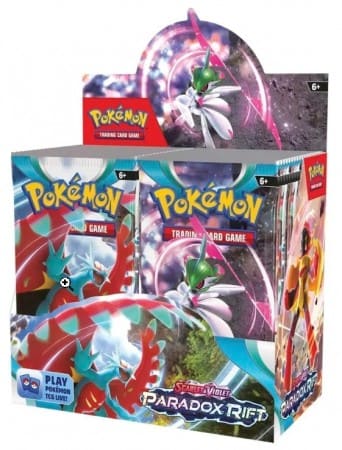 POKéMON
TRADING CARD GAME
6+
6+
POKéMON
D GAME
6+
POKéMON
TRADING CARD GAME
PLAY
POKÉMON
TCG LIVE!
SCARLET & VIOLET
PARADOX RIFT